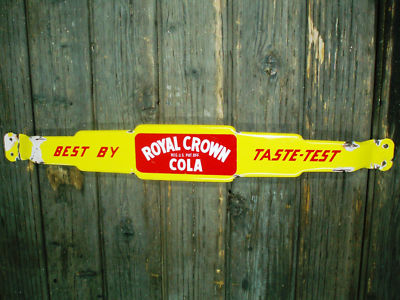 BEST BY
ROYAL CROWN
REG. U.S. PAT. OFF.
COLA
TASTE-TEST